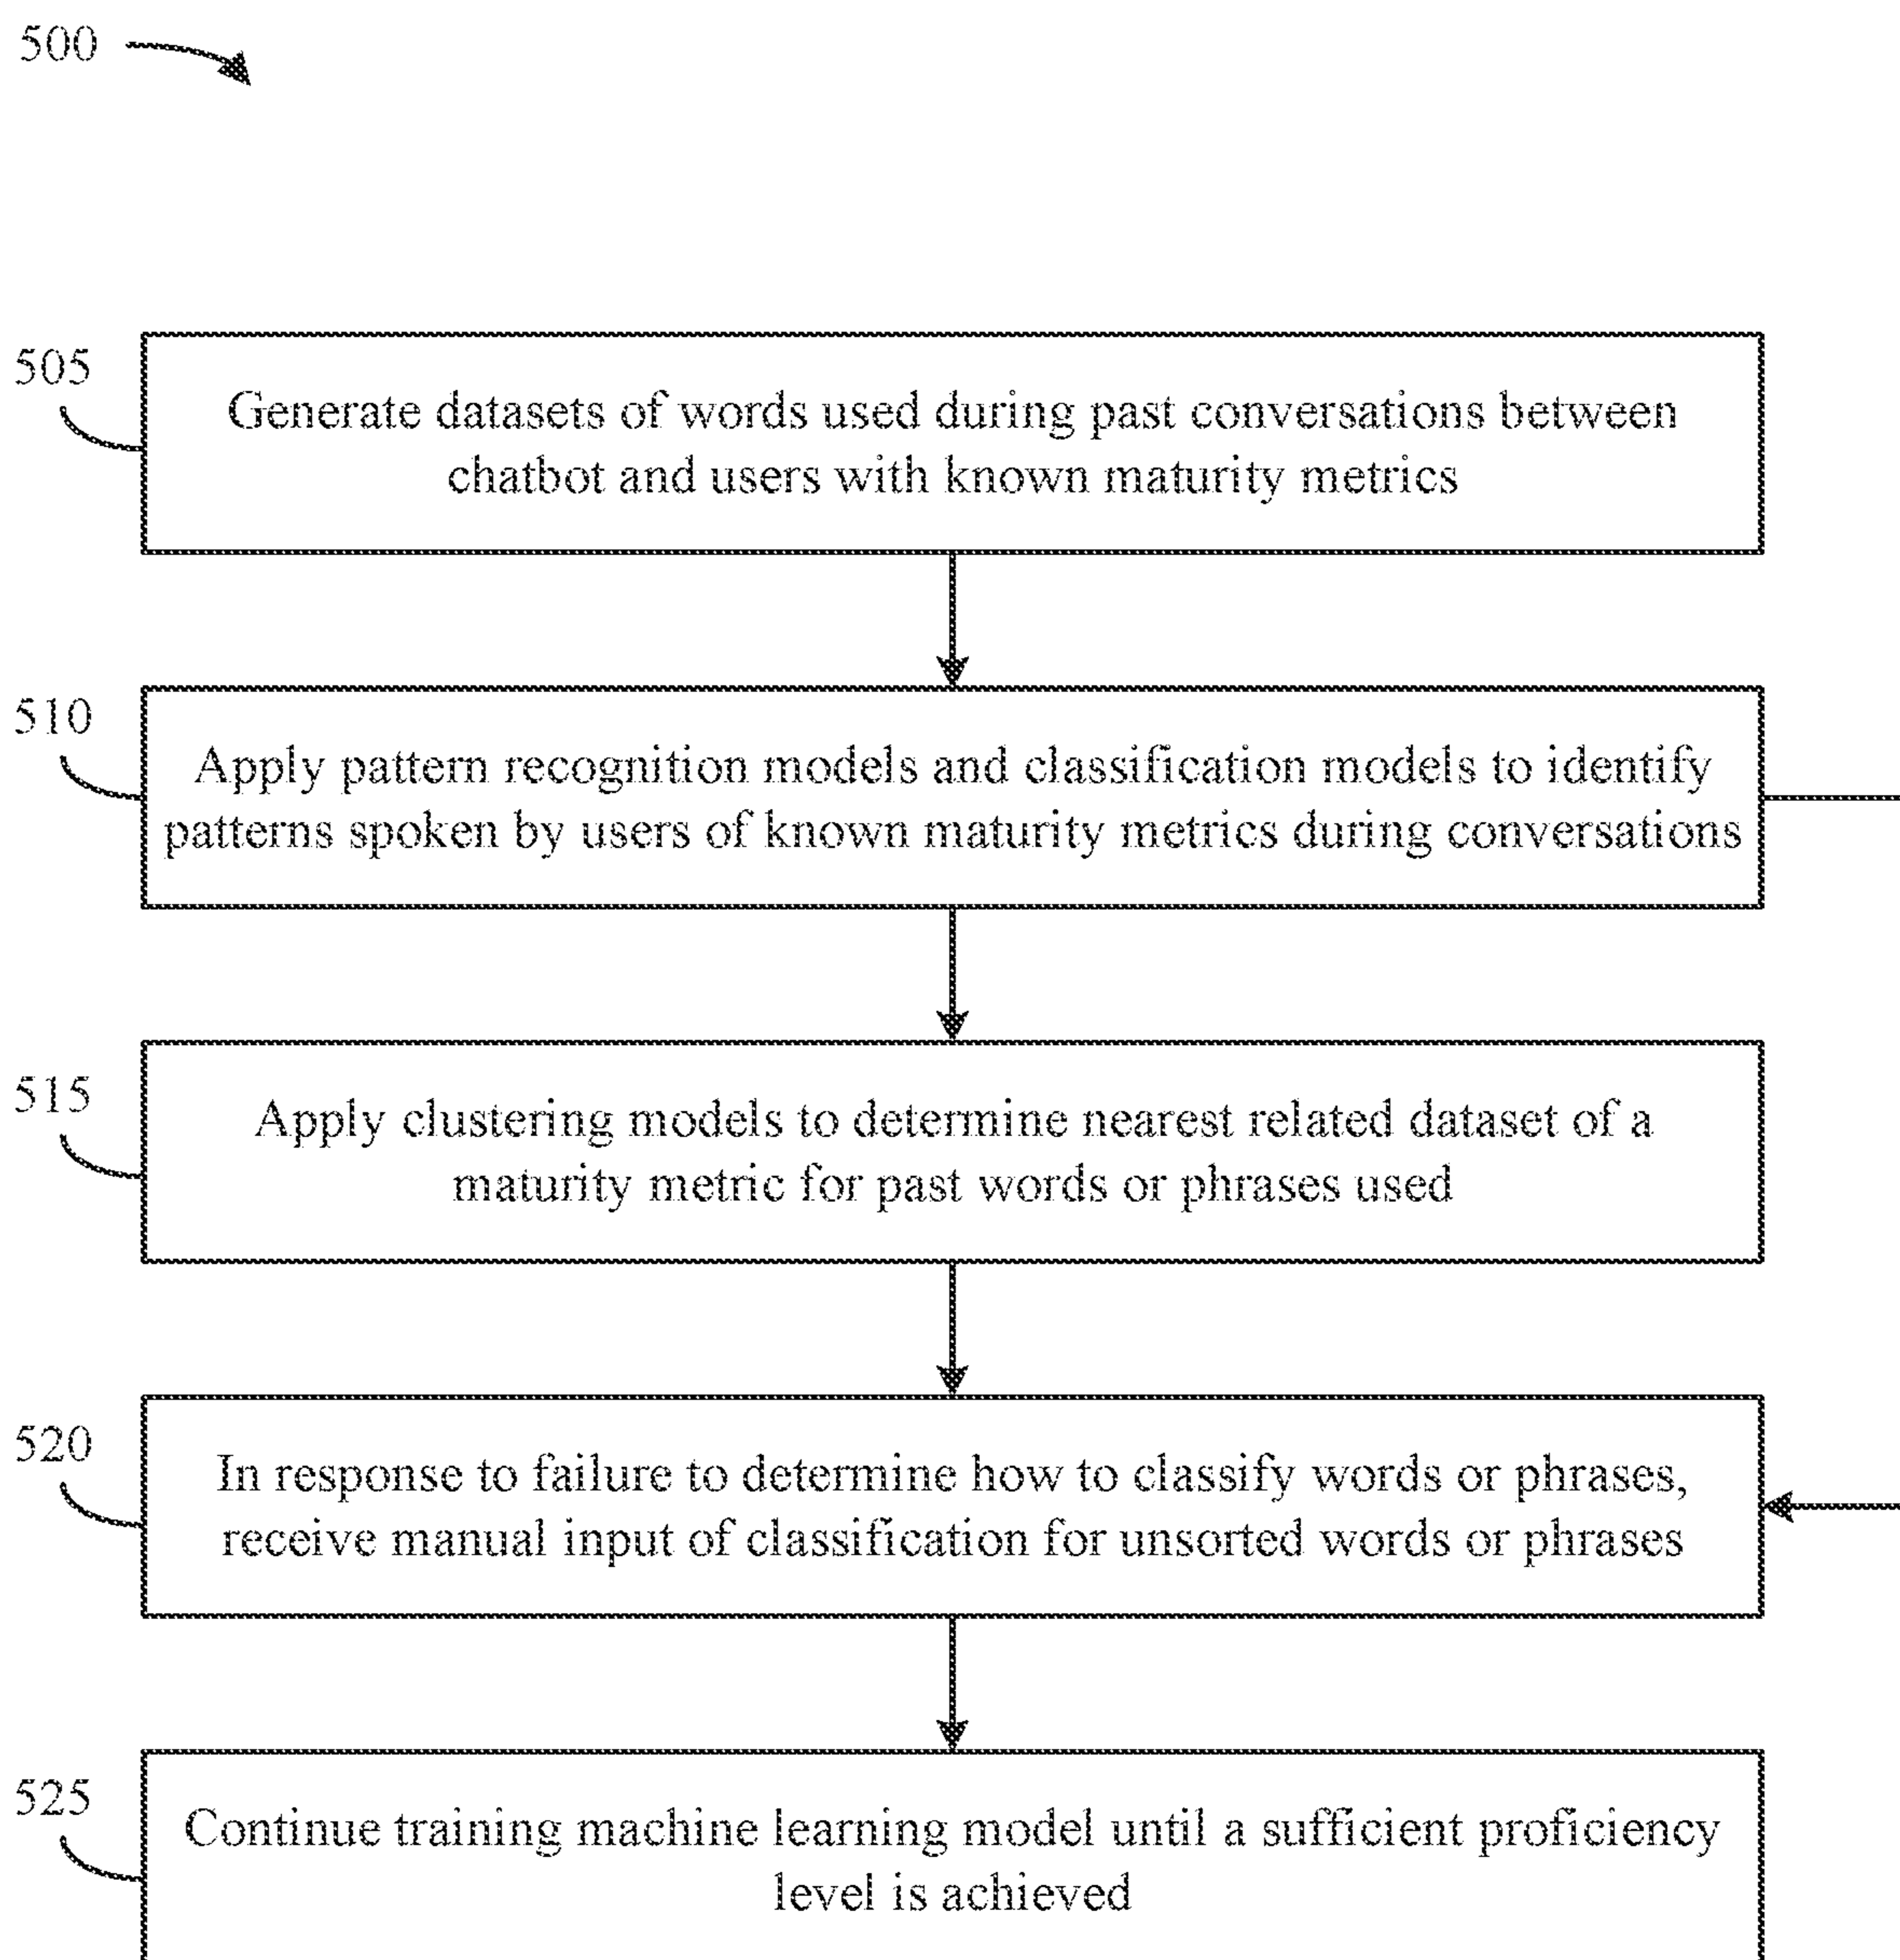 500
505
Generate datasets of words used during past conversations between
chatbot and users with known maturity metrics
510
Apply pattern recognition models and classification models to identify
patterns spoken by users of known maturity metrics during conversations
515
Apply clustering models to determine nearest related dataset of a
maturity metric for past words or phrases used
520
In response to failure to determine how to classify words or phrases,
receive manual input of classification for unsorted words or phrases
525
Continue training machine learning model until a sufficient proficiency
level is achieved